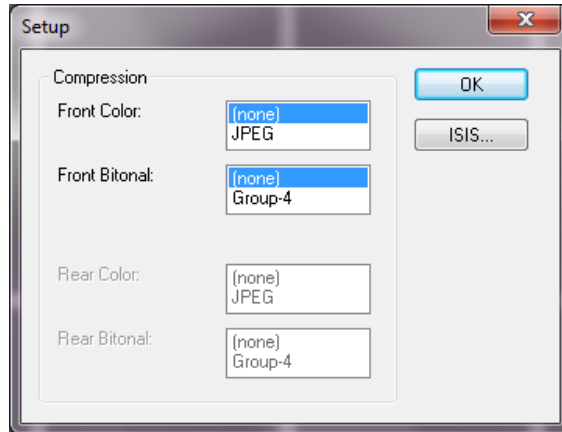 Setup
Compression
OK
Front Color:
(none)
JPEG
ISIS...
Front Bitonal:
(none)
Group-4
Rear Color:
(none)
JPEG
Rear Bitonal:
(none)
Group-4